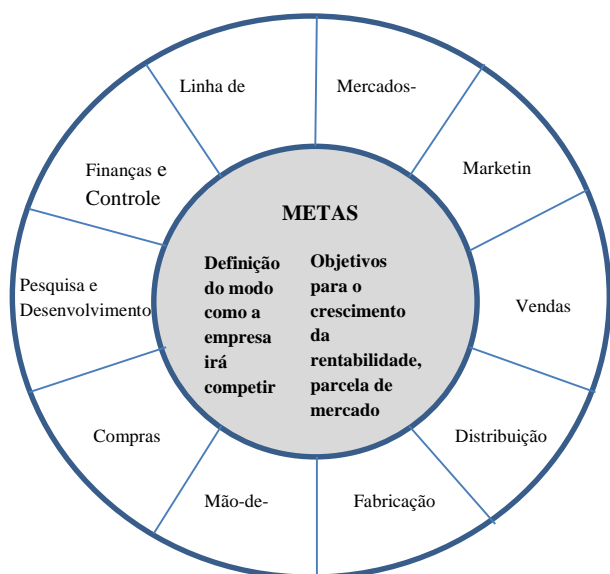 Linha de
Mercados-
Marketin
Vendas
Distribuição
Fabricação
Mão-de-
Compras
Pesquisa e
Desenvolvimento
Finanças e
Controle
METAS
Definição
do modo
como a
empresa
irá
competir
Objetivos
para o
crescimento
da
rentabilidade,
parcela de
mercado